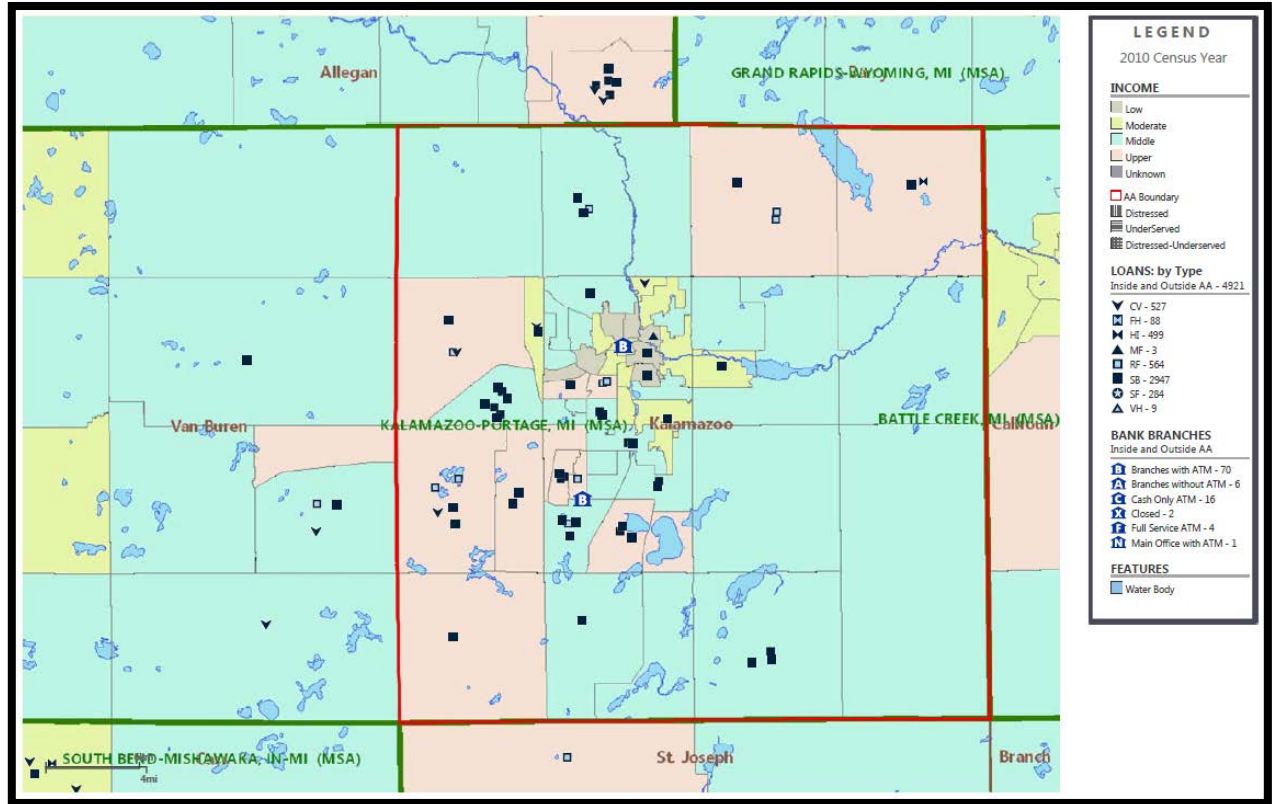 Allegan
GRAND RAPIDS-WYOMING, MI (MSA)
Van Buren
KALAMAZOO-PORTAGE, MI (MSA)
Kalamazoo
BATTLE CREEK, MI (MSA)
Calhoun
B
B
SOUTH BEND-MISHAWAKA, IN-MI (MSA)
4mi
St. Joseph
Branch
LEGEND
2010 Census Year
INCOME
Low
Moderate
Middle
Upper
Unknown
AA Boundary
Distressed
UnderServed
Distressed-Underserved
LOANS: by Type
Inside and Outside AA - 4921
CV - 527
FH - 88
HI - 499
MF - 3
RF - 564
SB - 2947
SF - 284
VH - 9
BANK BRANCHES
Inside and Outside AA
B Branches with ATM - 70
A Branches without ATM - 6
C Cash Only ATM - 16
X Closed - 2
F Full Service ATM - 4
N Main Office with ATM - 1
FEATURES
Water Body